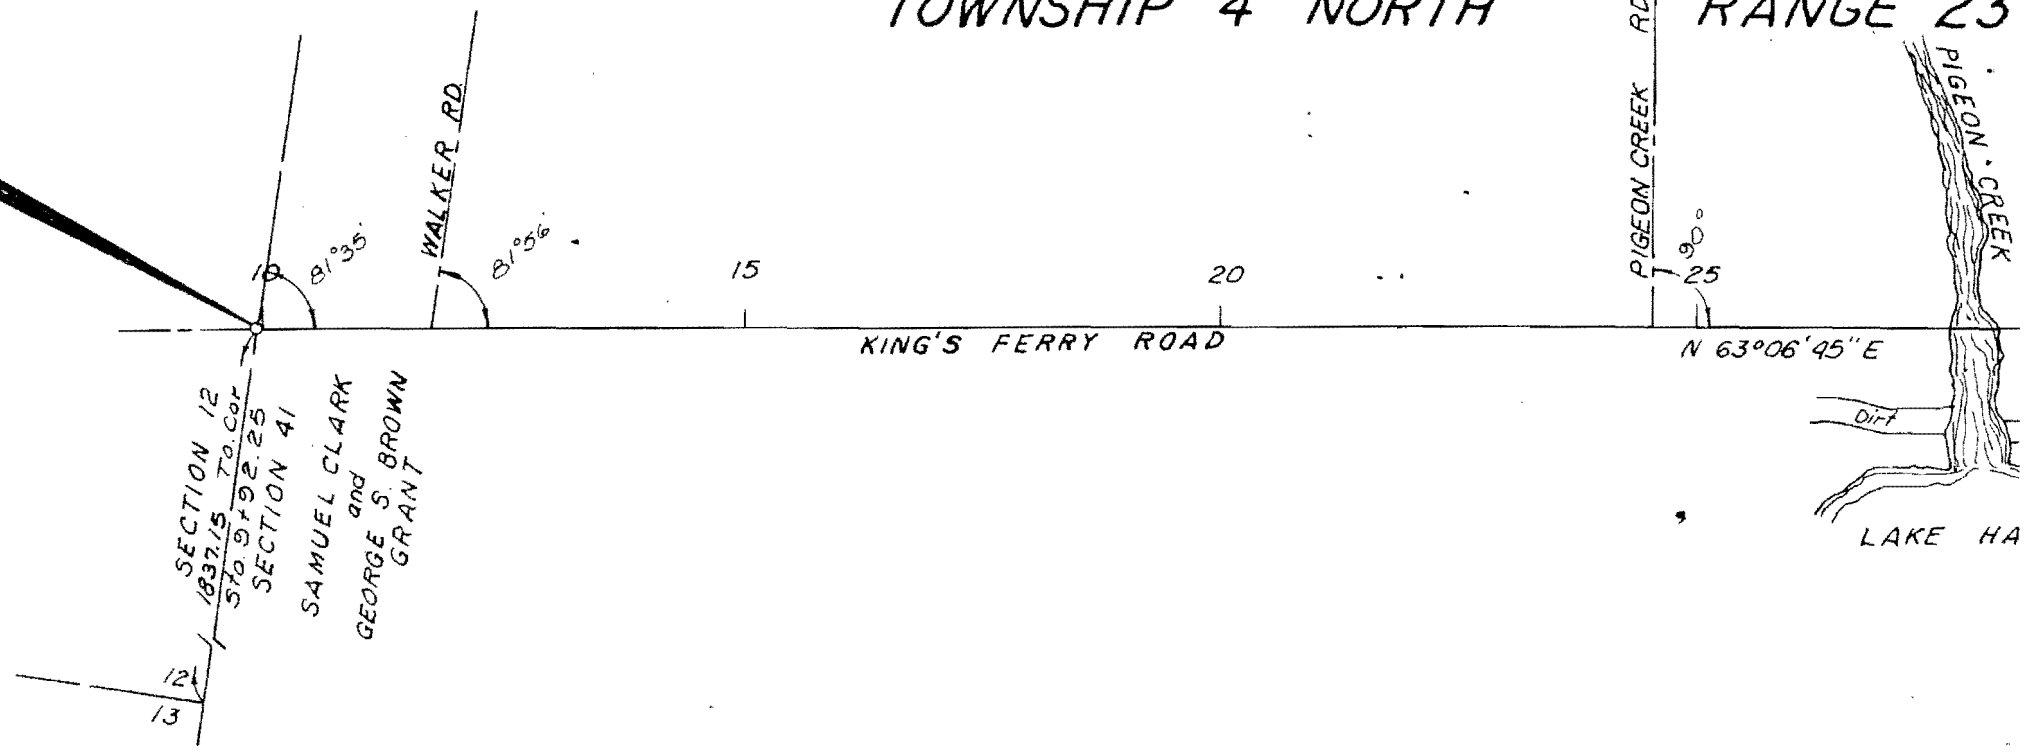 TOWNSHIP 4 NORTH RANGE 23
WALKER RD.
PIGEON CREEK RD
PIGEON CREEK
10
81°35'
81°56'
15
20
90°
25
KING'S FERRY ROAD
N 63°06'45"E
SECTION 12
1837.15 To. Cor
Sta. 9+92.25
SECTION 41
SAMUEL CLARK
and
GEORGE S. BROWN
GRANT
Dirt
LAKE HA
12
13